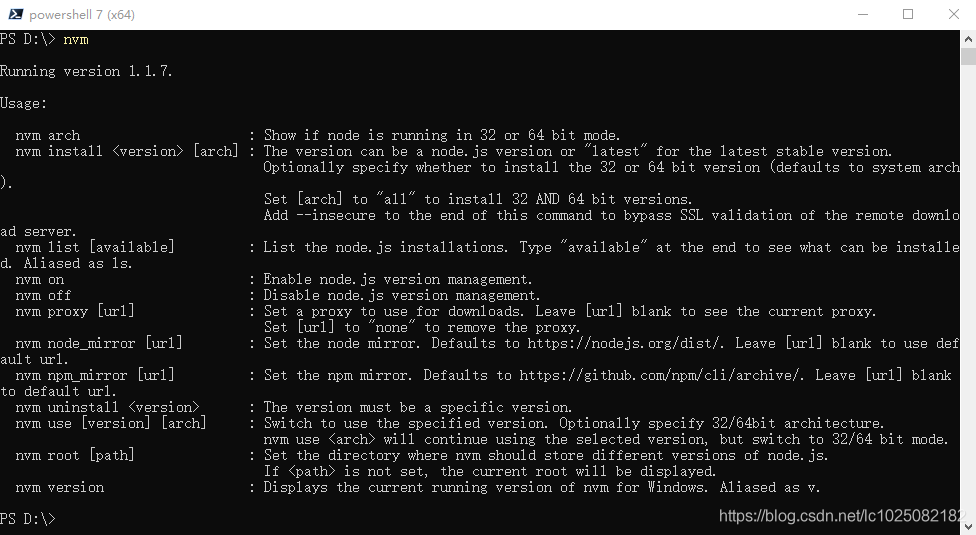 powershell 7 (x64)
PS D:\> nvm
Running version 1.1.7.
Usage:
nvm arch : Show if node is running in 32 or 64 bit mode.
nvm install <version> [arch] : The version can be a node.js version or "latest" for the latest stable version.
Optionally specify whether to install the 32 or 64 bit version (defaults to system arch
).
Set [arch] to "all" to install 32 AND 64 bit versions.
Add --insecure to the end of this command to bypass SSL validation of the remote downlo
ad server.
nvm list [available] : List the node.js installations. Type "available" at the end to see what can be installe
d. Aliased as ls.
nvm on : Enable node.js version management.
nvm off : Disable node.js version management.
nvm proxy [url] : Set a proxy to use for downloads. Leave [url] blank to see the current proxy.
Set [url] to "none" to remove the proxy.
nvm node_mirror [url] : Set the node mirror. Defaults to https://nodejs.org/dist/. Leave [url] blank to use def
ault url.
nvm npm_mirror [url] : Set the npm mirror. Defaults to https://github.com/npm/cli/archive/. Leave [url] blank
to default url.
nvm uninstall <version> : The version must be a specific version.
nvm use [version] [arch] : Switch to use the specified version. Optionally specify 32/64bit architecture.
nvm use <arch> will continue using the selected version, but switch to 32/64 bit mode.
nvm root [path] : Set the directory where nvm should store different versions of node.js.
If <path> is not set, the current root will be displayed.
nvm version : Displays the current running version of nvm for Windows. Aliased as v.
PS D:\>
https://blog.csdn.net/lc1025082182